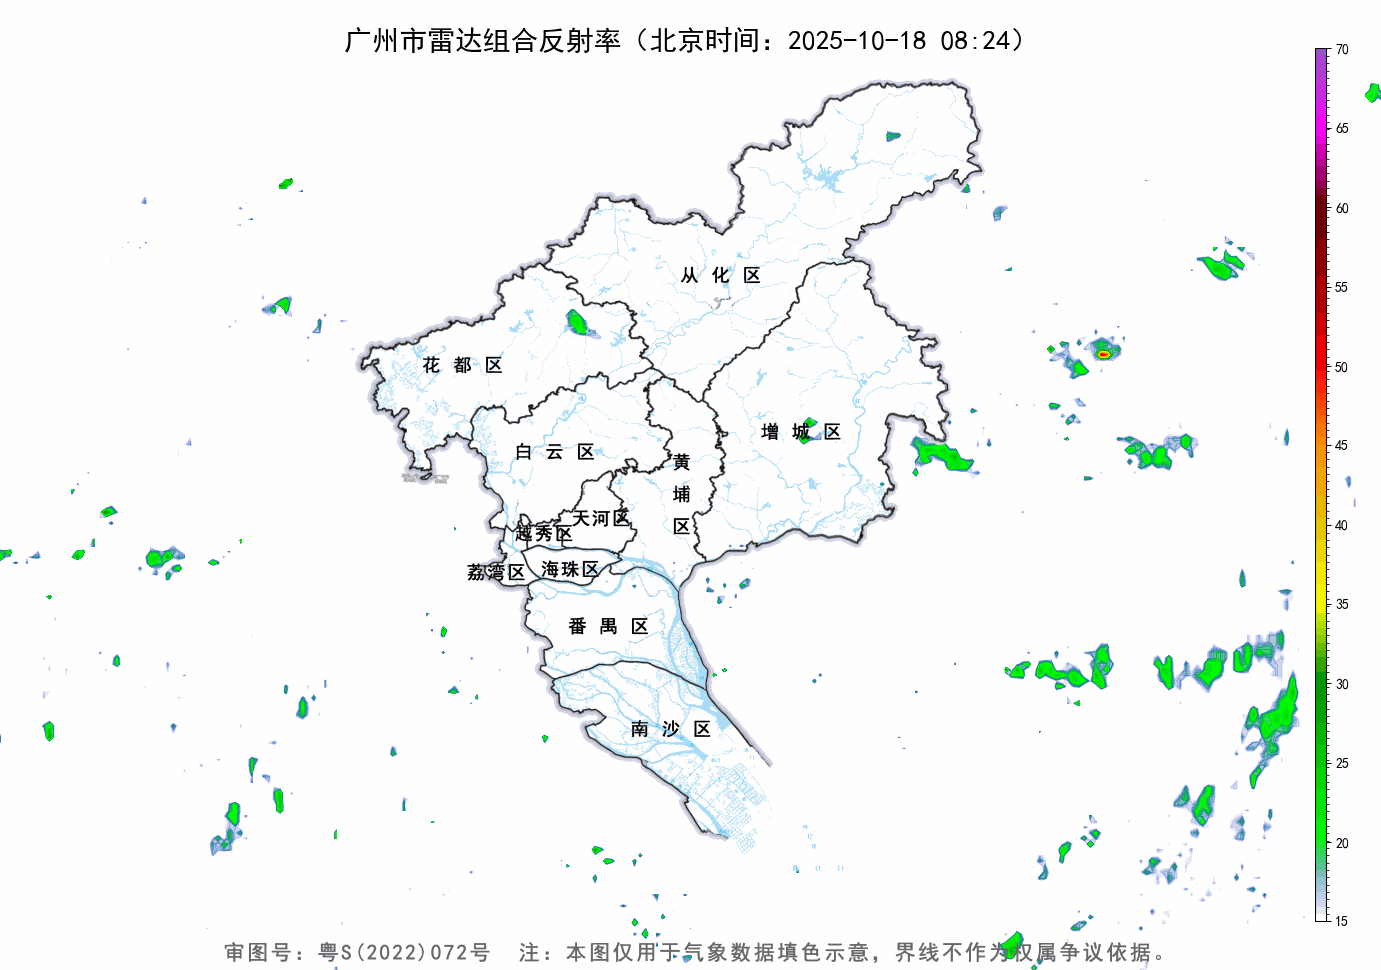 广州市雷达组合反射率（北京时间：2025-10-18 08:24）
70
65
60
55
50
45
40
35
30
25
20
15
从化区
花都区
增城区
白云区
黄埔区
天河区
越秀区
荔湾区
海珠区
番禺区
南沙区
审图号：粤S(2022)072号 注：本图仅用于气象数据填色示意，界线不作为权属争议依据。